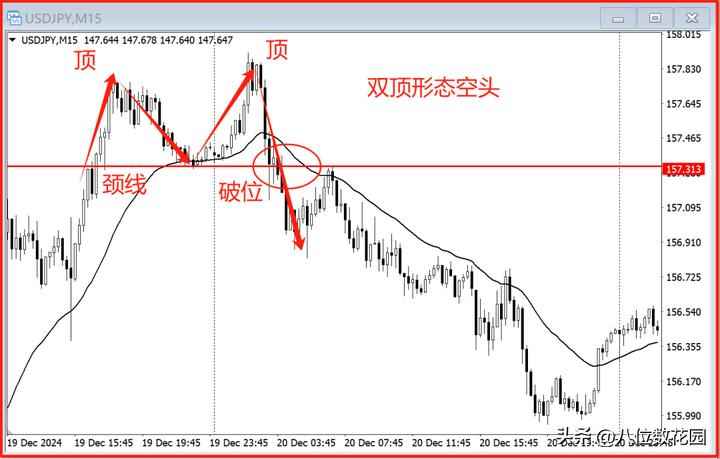 USDJPY,M15
USDJPY,M15 147.644 147.678 147.640 147.647
顶
顶
双顶形态空头
颈线
破位
158.015
157.830
157.645
157.465
157.313
157.095
156.910
156.725
156.540
156.355
156.170
155.990
19 Dec 2024
19 Dec 15:45
19 Dec 19:45
19 Dec 23:45
20 Dec 03:45
20 Dec 07:45
20 Dec 11:45
20 Dec 15:45
头条 @八位数花园